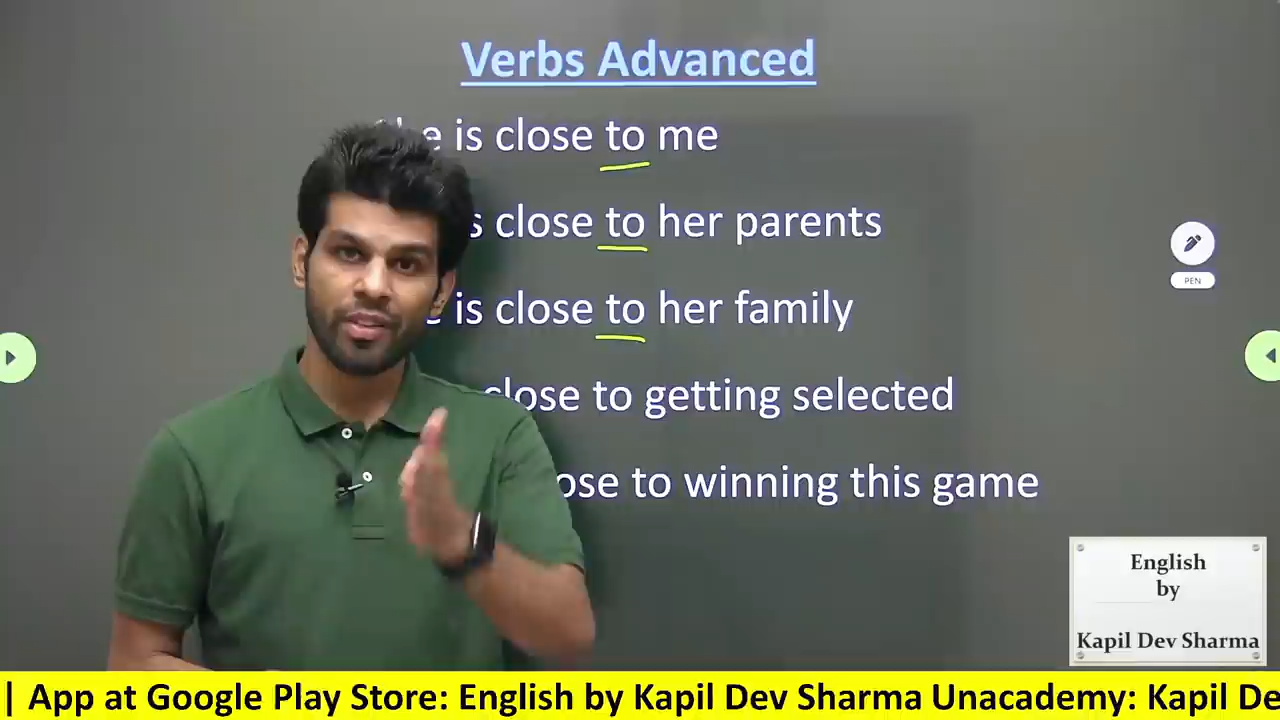 Verbs Advanced
is close to me
close to her parents
is close to her family
close to getting selected
to winning this game
PEN
English
by
Kapil Dev Sharma
| App at Google Play Store: English by Kapil Dev Sharma Unacademy: Kapil